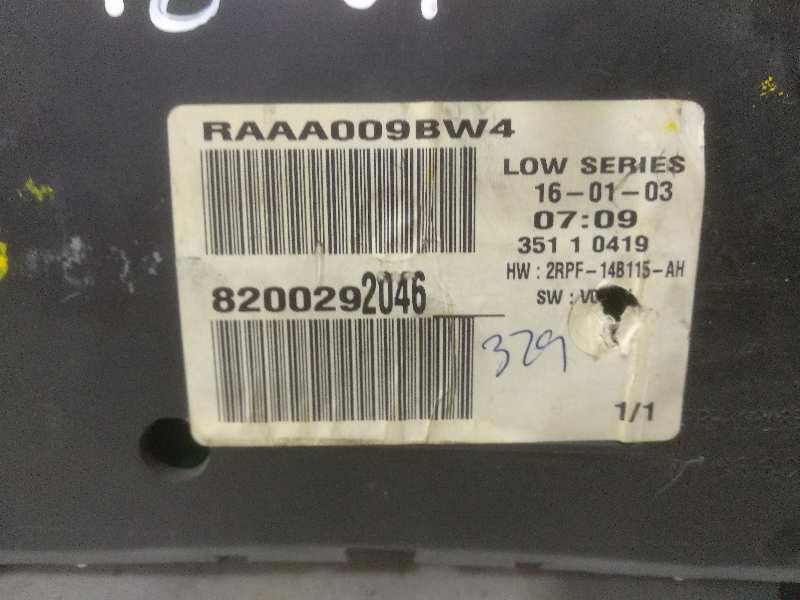 RAAA009BW4
LOW SERIES
16-01-03
07:09
351 1 0419
HW : 2RPF-14B115-AH
SW :
8200292046
329
1/1